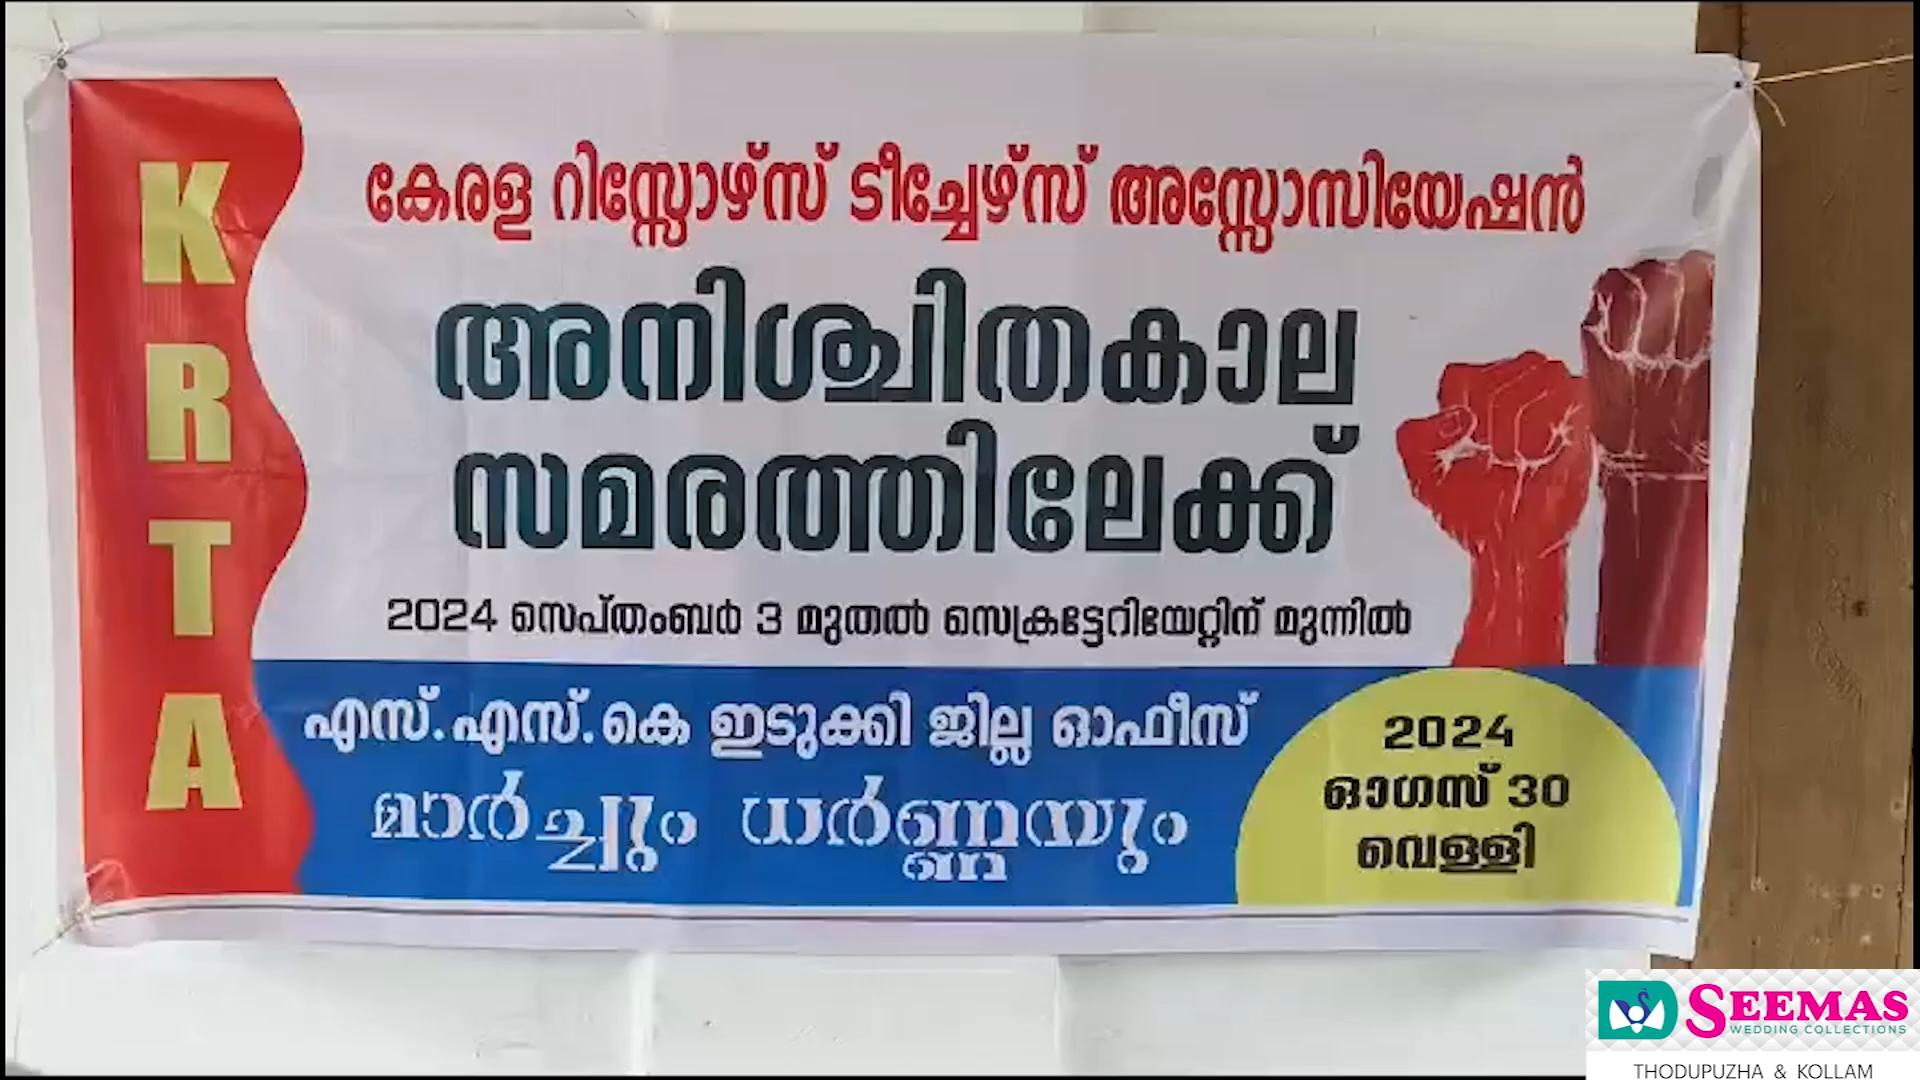 KRTA
കേരള റിസ്സോഴ്സ് ടീച്ചേഴ്സ് അസ്സോസിയേഷൻ
അനിശ്ചിതകാല
സമരത്തിലേക്ക്
2024 സെപ്തംബർ 3 മുതൽ സെക്രട്ടേറിയേറ്റിന് മുന്നിൽ
എസ്.എസ്.കെ ഇടുക്കി ജില്ല ഓഫീസ്
മാർച്ചും ധർണ്ണയും
2024
ഓഗസ് 30
വെള്ളി
SEEMAS
WEDDING COLLECTIONS
THODUPUZHA & KOLLAM